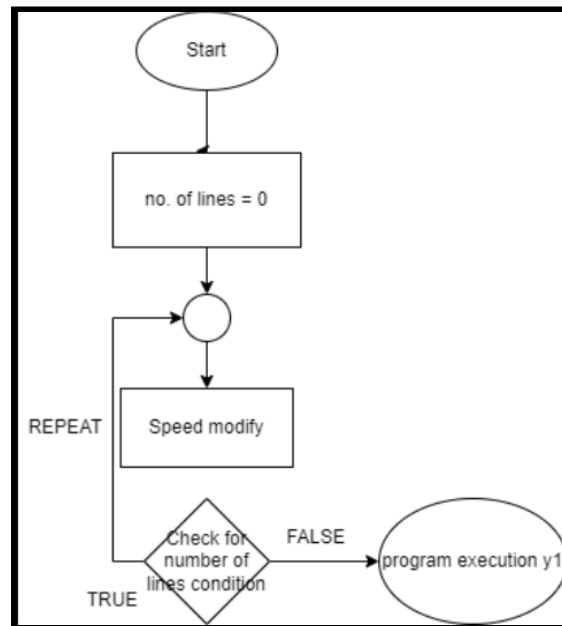 Start
no. of lines = 0
REPEAT
Speed modify
Check for
number of
lines condition
FALSE
program execution y1
TRUE